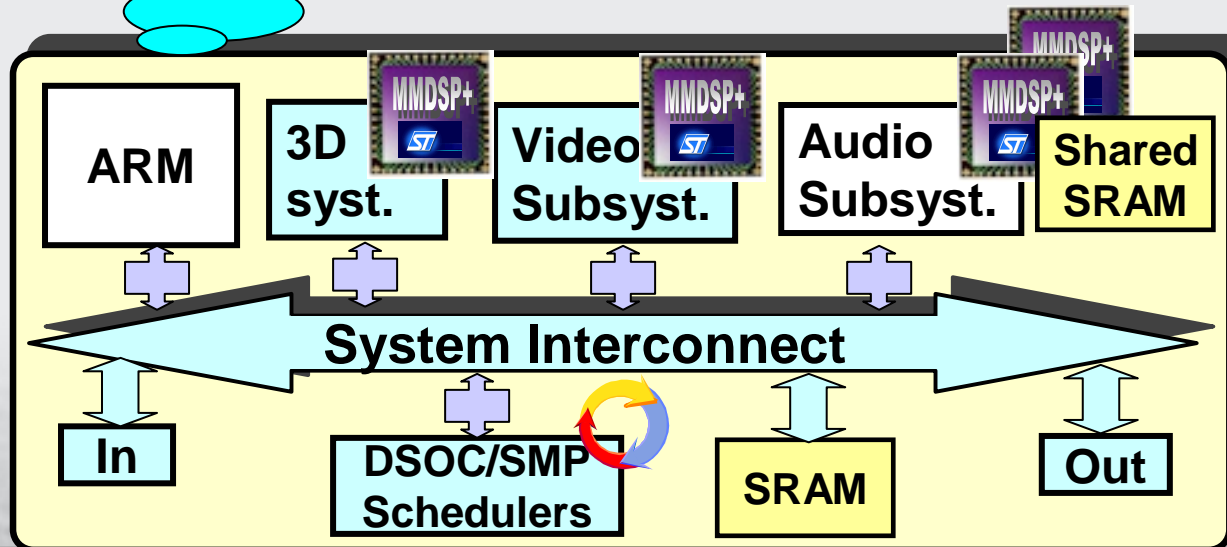 MMDSP+
MMDSP+
MMDSP+
MMDSP+
ST
ST
ST
ARM
3D
syst.
Video
Subsyst.
Audio
Subsyst.
Shared
SRAM
System Interconnect
In
DSOC/SMP
Schedulers
SRAM
Out